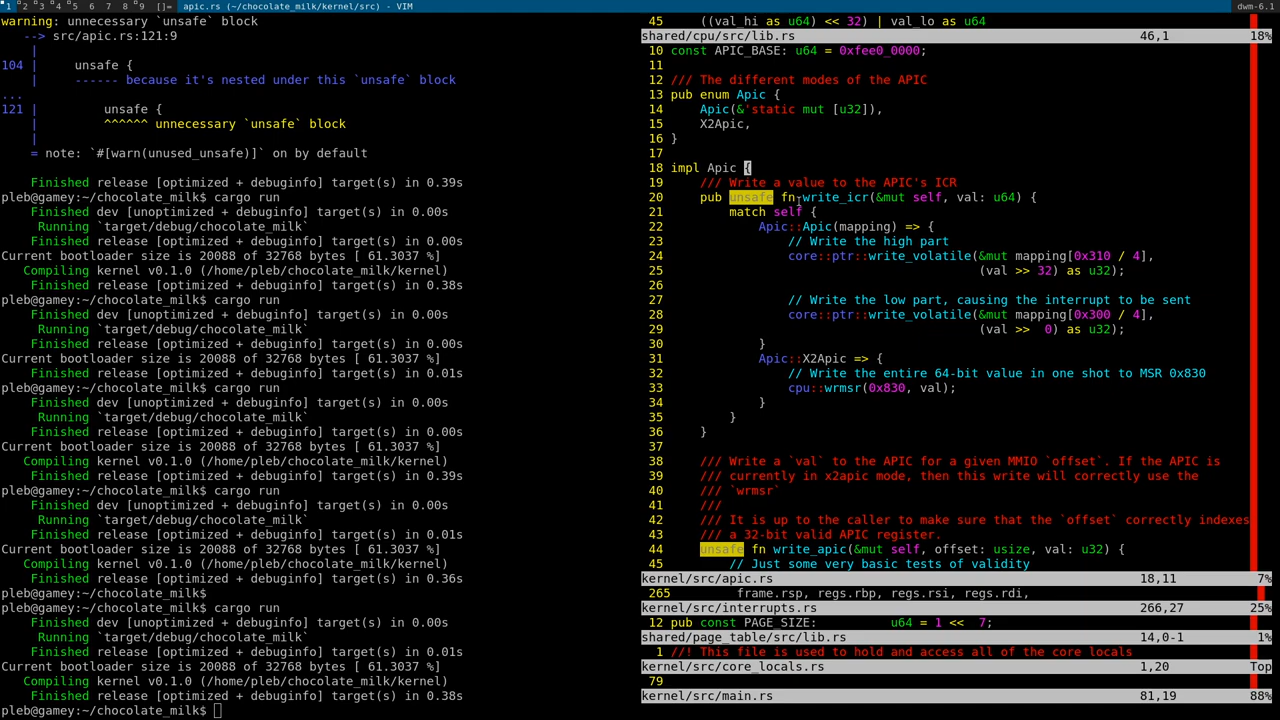 1 2 3 4 5 6 7 8 9 []= apic.rs (~/chocolate_milk/kernel/src) - VIM dwm-6.1
warning: unnecessary `unsafe` block
--> src/apic.rs:121:9
|
104 | unsafe {
| ------ because it's nested under this `unsafe` block
...
121 | unsafe {
| ^^^^^^ unnecessary `unsafe` block
|
= note: `#[warn(unused_unsafe)]` on by default
Finished release [optimized + debuginfo] target(s) in 0.39s
pleb@gamey:~/chocolate_milk$ cargo run
Finished dev [unoptimized + debuginfo] target(s) in 0.00s
Running `target/debug/chocolate_milk`
Finished release [optimized + debuginfo] target(s) in 0.00s
Current bootloader size is 20088 of 32768 bytes [ 61.3037 %]
Compiling kernel v0.1.0 (/home/pleb/chocolate_milk/kernel)
Finished release [optimized + debuginfo] target(s) in 0.38s
pleb@gamey:~/chocolate_milk$ cargo run
Finished dev [unoptimized + debuginfo] target(s) in 0.00s
Running `target/debug/chocolate_milk`
Finished release [optimized + debuginfo] target(s) in 0.00s
Current bootloader size is 20088 of 32768 bytes [ 61.3037 %]
Finished release [optimized + debuginfo] target(s) in 0.01s
pleb@gamey:~/chocolate_milk$ cargo run
Finished dev [unoptimized + debuginfo] target(s) in 0.00s
Running `target/debug/chocolate_milk`
Finished release [optimized + debuginfo] target(s) in 0.00s
Current bootloader size is 20088 of 32768 bytes [ 61.3037 %]
Compiling kernel v0.1.0 (/home/pleb/chocolate_milk/kernel)
Finished release [optimized + debuginfo] target(s) in 0.39s
pleb@gamey:~/chocolate_milk$ cargo run
Finished dev [unoptimized + debuginfo] target(s) in 0.00s
Running `target/debug/chocolate_milk`
Finished release [optimized + debuginfo] target(s) in 0.01s
Current bootloader size is 20088 of 32768 bytes [ 61.3037 %]
Compiling kernel v0.1.0 (/home/pleb/chocolate_milk/kernel)
Finished release [optimized + debuginfo] target(s) in 0.36s
pleb@gamey:~/chocolate_milk$
pleb@gamey:~/chocolate_milk$ cargo run
Finished dev [unoptimized + debuginfo] target(s) in 0.00s
Running `target/debug/chocolate_milk`
Finished release [optimized + debuginfo] target(s) in 0.01s
Current bootloader size is 20088 of 32768 bytes [ 61.3037 %]
Compiling kernel v0.1.0 (/home/pleb/chocolate_milk/kernel)
Finished release [optimized + debuginfo] target(s) in 0.38s
pleb@gamey:~/chocolate_milk$
45 ((val_hi as u64) << 32) | val_lo as u64
shared/cpu/src/lib.rs 46,1 18%
10 const APIC_BASE: u64 = 0xfee0_0000;
11
12 /// The different modes of the APIC
13 pub enum Apic {
14 Apic(&'static mut [u32]),
15 X2Apic,
16 }
17
18 impl Apic {
19 /// Write a value to the APIC's ICR
20 pub unsafe fn write_icr(&mut self, val: u64) {
21 match self {
22 Apic::Apic(mapping) => {
23 // Write the high part
24 core::ptr::write_volatile(&mut mapping[0x310 / 4],
25 (val >> 32) as u32);
26
27 // Write the low part, causing the interrupt to be sent
28 core::ptr::write_volatile(&mut mapping[0x300 / 4],
29 (val >> 0) as u32);
30 }
31 Apic::X2Apic => {
32 // Write the entire 64-bit value in one shot to MSR 0x830
33 cpu::wrmsr(0x830, val);
34 }
35 }
36 }
37
38 /// Write a `val` to the APIC for a given MMIO `offset`. If the APIC is
39 /// currently in x2apic mode, then this write will correctly use the
40 /// `wrmsr`
41 ///
42 /// It is up to the caller to make sure that the `offset` correctly indexes
43 /// a 32-bit valid APIC register.
44 unsafe fn write_apic(&mut self, offset: usize, val: u32) {
45 // Just some very basic tests of validity
kernel/src/apic.rs 18,11 7%
265 frame.rsp, regs.rbp, regs.rsi, regs.rdi,
kernel/src/interrupts.rs 266,27 25%
12 pub const PAGE_SIZE: u64 = 1 << 7;
shared/page_table/src/lib.rs 14,0-1 1%
1 //! This file is used to hold and access all of the core locals
kernel/src/core_locals.rs 1,20 Top
79
kernel/src/main.rs 81,19 88%